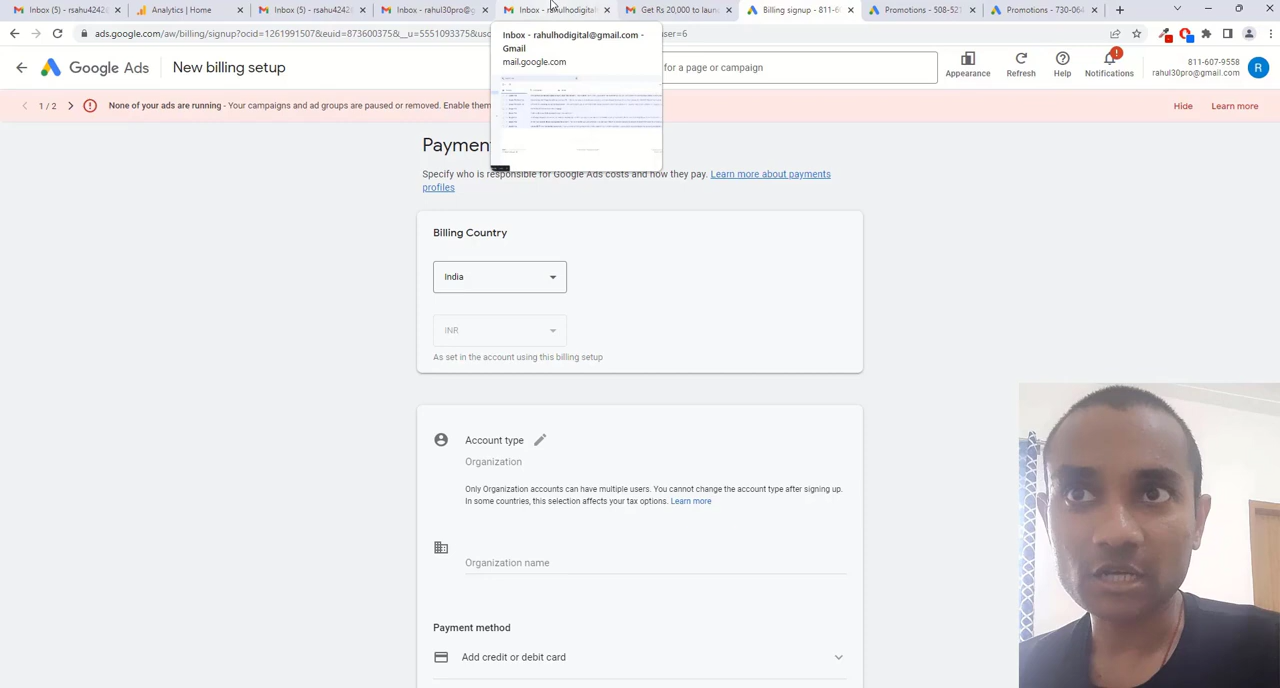 Inbox (5) - rsahu4242
Analytics | Home
Inbox (5) - rsahu4242
Inbox - rahul30pro@g
Inbox - rahulhodigital
Get Rs 20,000 to laun
Billing signup - 811-6
Promotions - 508-521
Promotions - 730-064
ads.google.com/aw/billing/signup?ocid=1261991507&euid=873600375&__u=5551093375&usc
user=6
Inbox - rahulhodigital@gmail.com -
Gmail
mail.google.com
Google Ads
New billing setup
for a page or campaign
Appearance
Refresh
Help
Notifications
811-607-9558
rahul30pro@gmail.com
R
1 / 2
None of your ads are running - Your campaigns and ad groups are paused or removed. Enable them
Hide
Learn more
Payment
Specify who is responsible for Google Ads costs and how they pay. Learn more about payments
profiles
Billing Country
India
INR
As set in the account using this billing setup
Account type
Organization
Only Organization accounts can have multiple users. You cannot change the account type after signing up.
In some countries, this selection affects your tax options. Learn more
Organization name
Payment method
Add credit or debit card